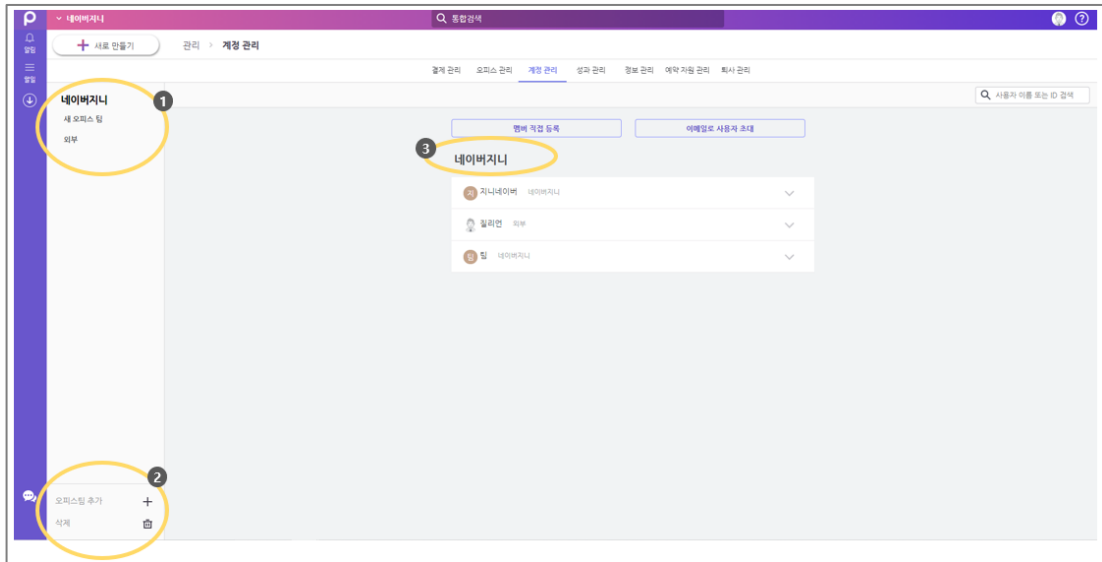 네이버지니
통합검색
알림
새로 만들기
관리 > 계정 관리
결제 관리 오피스 관리 계정 관리 성과 관리 정보 관리 예약 자원 관리 회사 관리
네이버지니
1
새 오피스 팀
외부
사용자 이름 또는 ID 검색
멤버 직접 등록
이메일로 사용자 초대
3
네이버지니
지 지니네이버 네이버지니
질리언 외부
팀 팀 네이버지니
2
오피스팀 추가 +
삭제